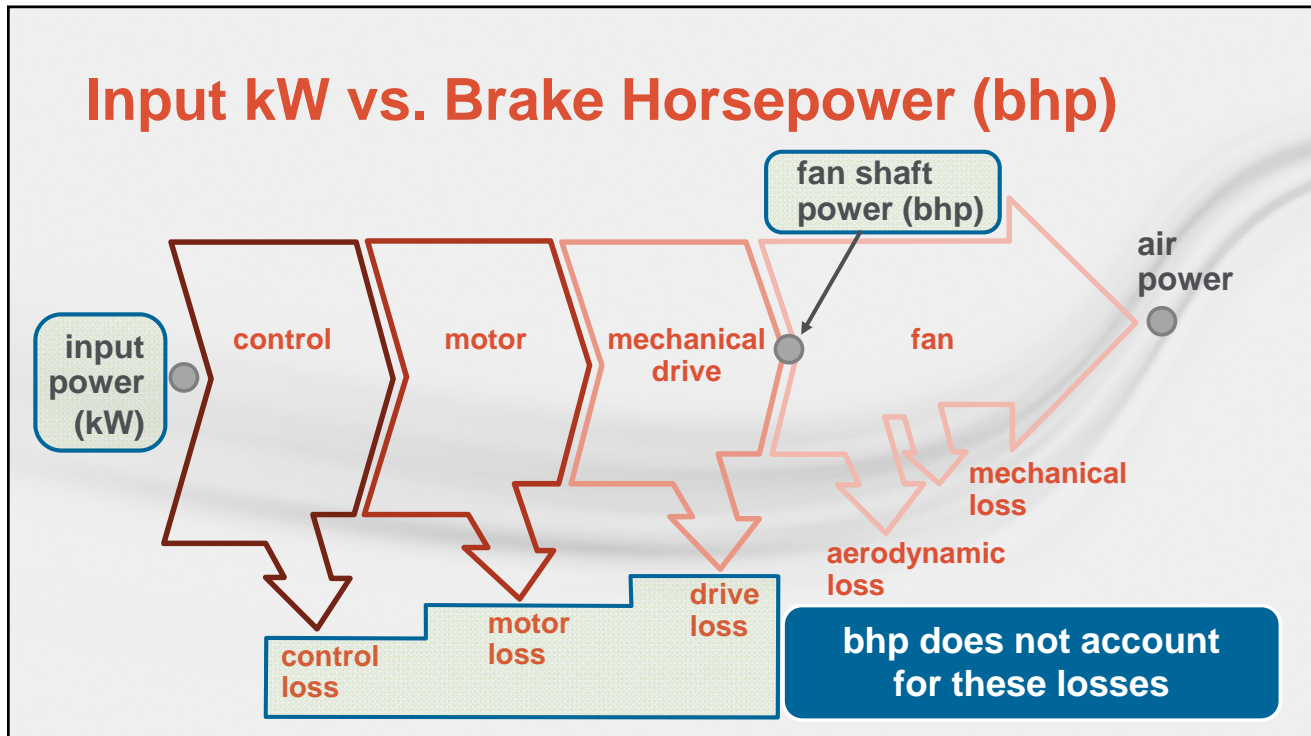 Input kW vs. Brake Horsepower (bhp)
fan shaft
power (bhp)
air
power
input
power
(kW)
control
motor
mechanical
drive
fan
mechanical
loss
aerodynamic
loss
drive
loss
motor
loss
control
loss
bhp does not account
for these losses